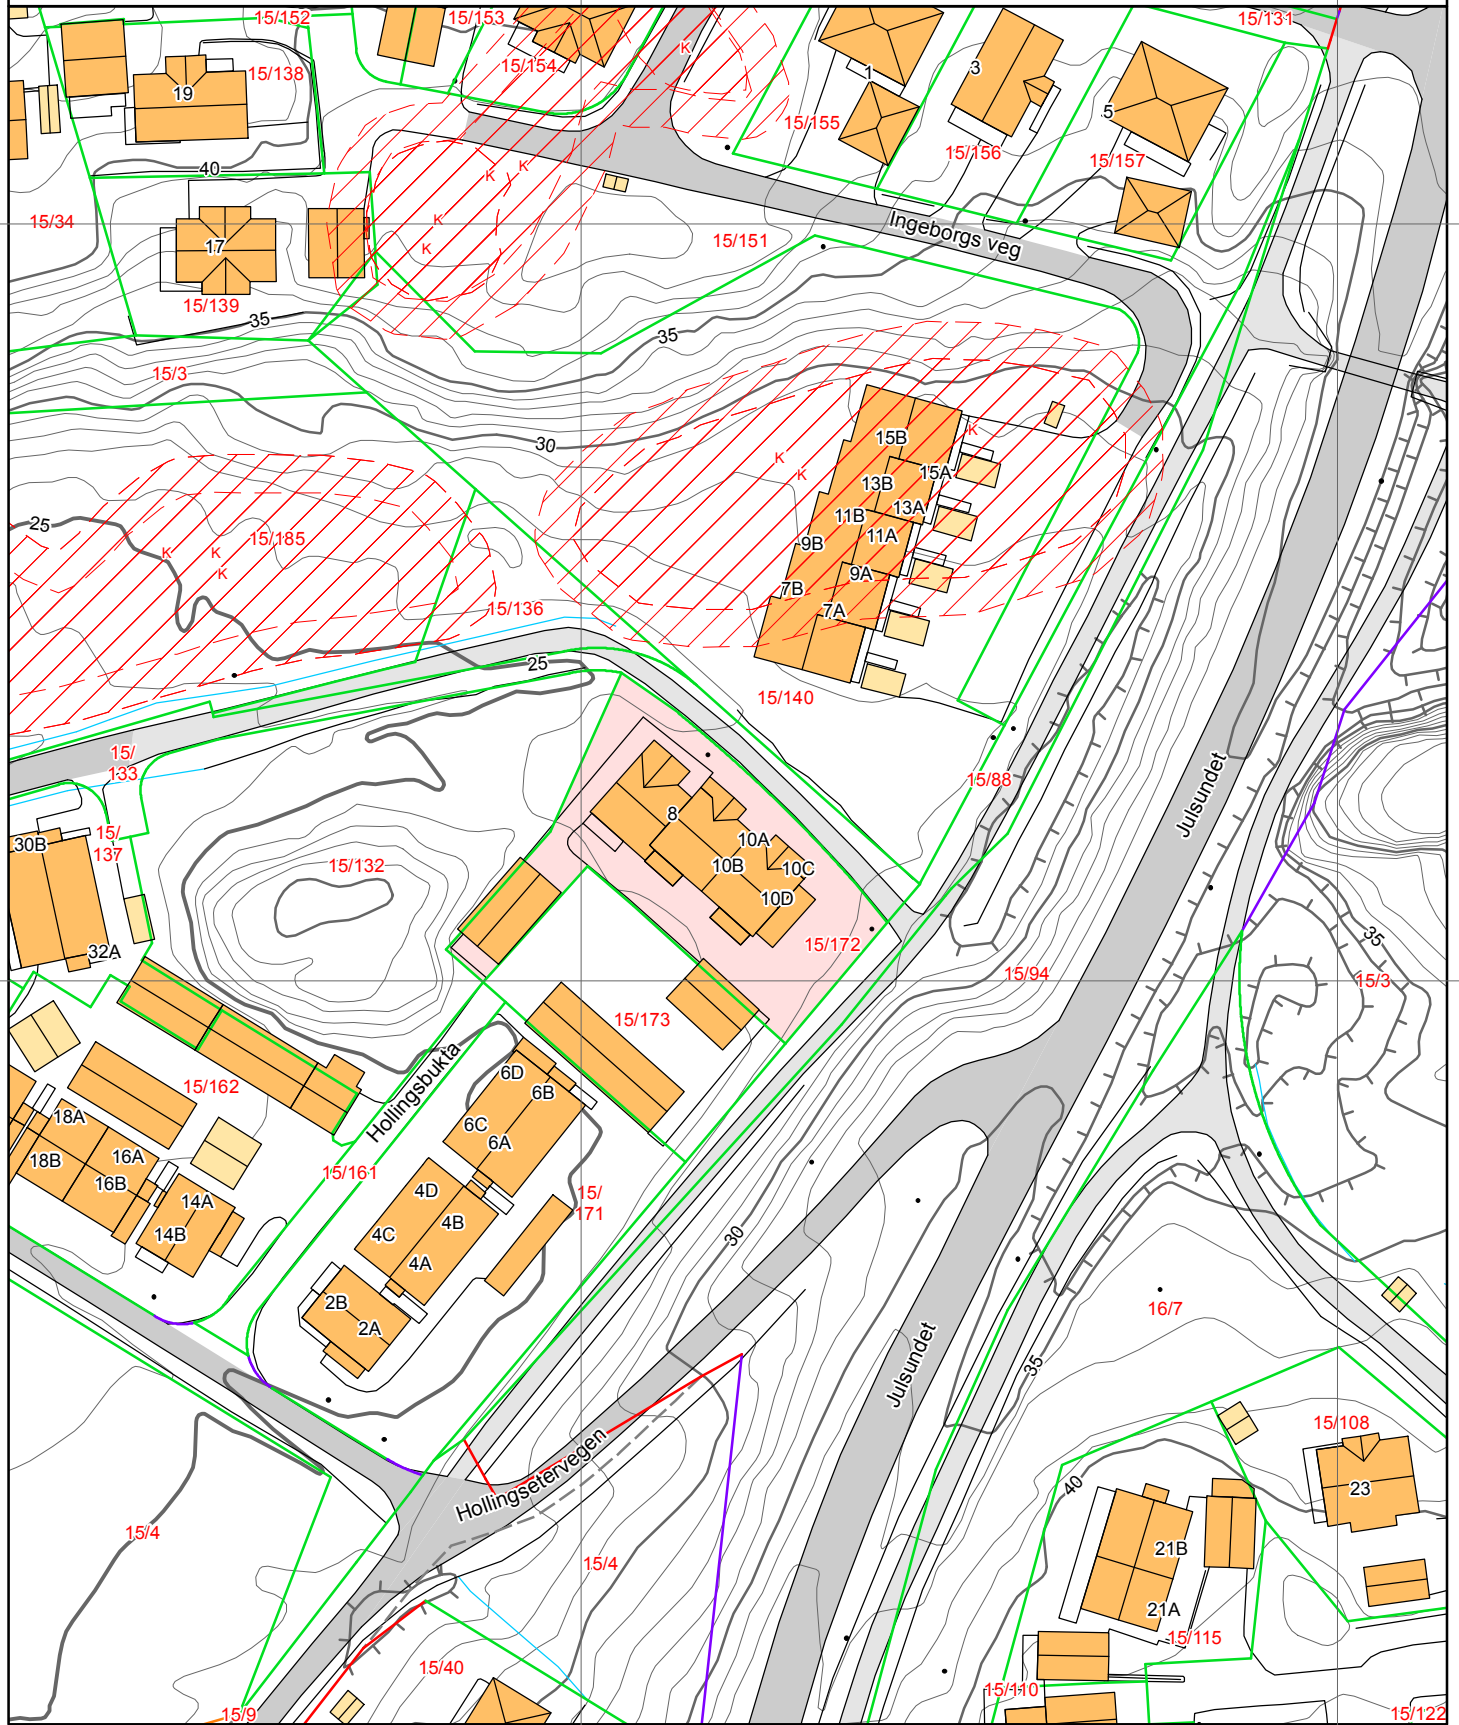 15/152
15/153
15/131
K
15/154
15/138
19
1
3
5
15/155
15/156
15/157
40
K
K
15/34
K
15/151
Ingeborgs veg
17
K
15/139
35
35
15/3
30
K
15B
K
K
15A
13B
13A
25
11B
11A
15/185
K
K
9B
9A
K
7B
7A
15/136
25
15/140
15/
133
15/88
Julsundet
8
10A
10B
10C
10D
15/
137
30B
15/132
32A
15/172
15/94
35
15/3
15/173
Hollingsbukta
6D
6B
6C
6A
15/162
18A
18B
16A
16B
14A
14B
15/161
4D
4B
4C
4A
15/
171
2B
2A
30
16/7
Julsundet
35
15/108
23
40
Hollingsetervegen
15/4
15/4
21B
21A
15/115
15/40
15/110
15/9
15/122